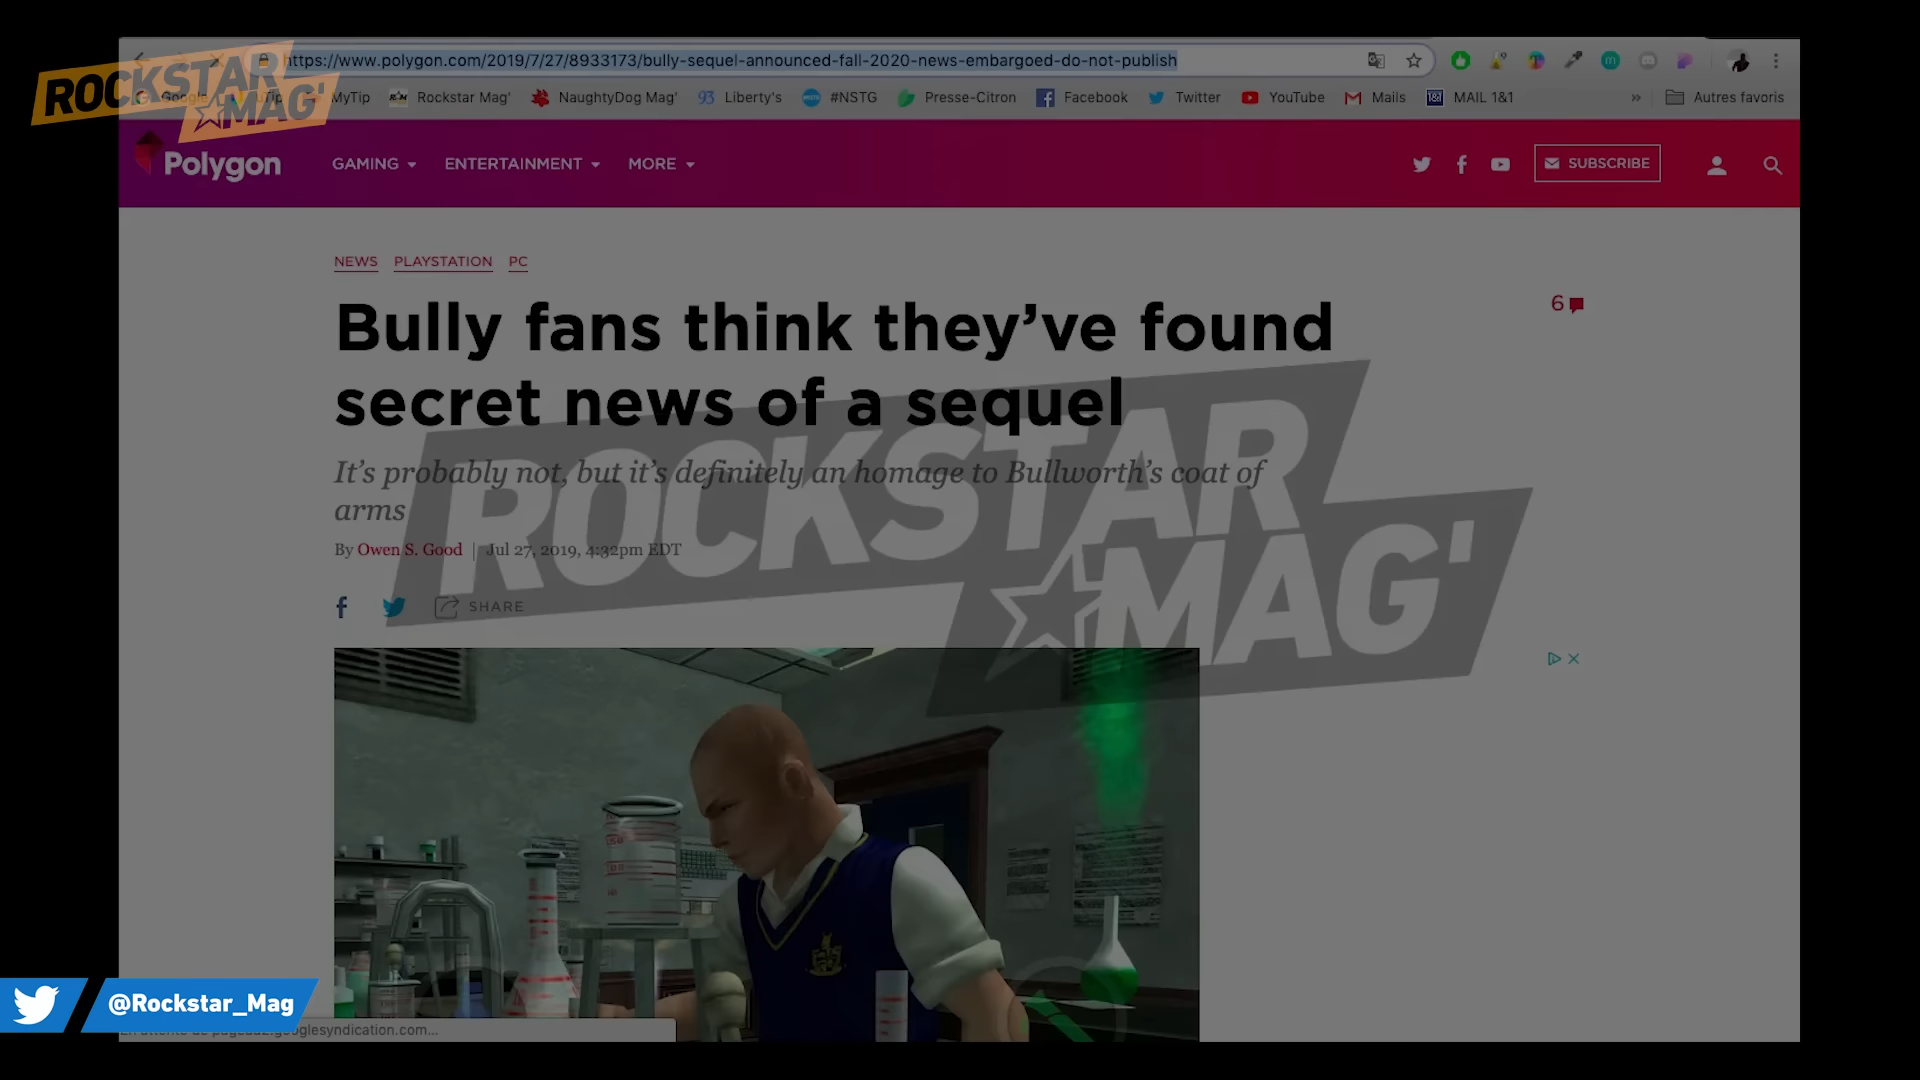 https://www.polygon.com/2019/7/27/8933173/bully-sequel-announced-fall-2020-news-embargoed-do-not-publish
ROCKSTAR
MAG'
Google
MyTip
Rockstar Mag'
NaughtyDog Mag'
Liberty's
#NSTG
Presse-Citron
Facebook
Twitter
YouTube
Mails
MAIL 1&1
»
Autres favoris
Polygon
GAMING
ENTERTAINMENT
MORE
SUBSCRIBE
NEWS PLAYSTATION PC
Bully fans think they’ve found
secret news of a sequel
6
It’s probably not, but it’s definitely an homage to Bullworth’s coat of
arms
By Owen S. Good | Jul 27, 2019, 4:32pm EDT
SHARE
ROCKSTAR
MAG'
@Rockstar_Mag